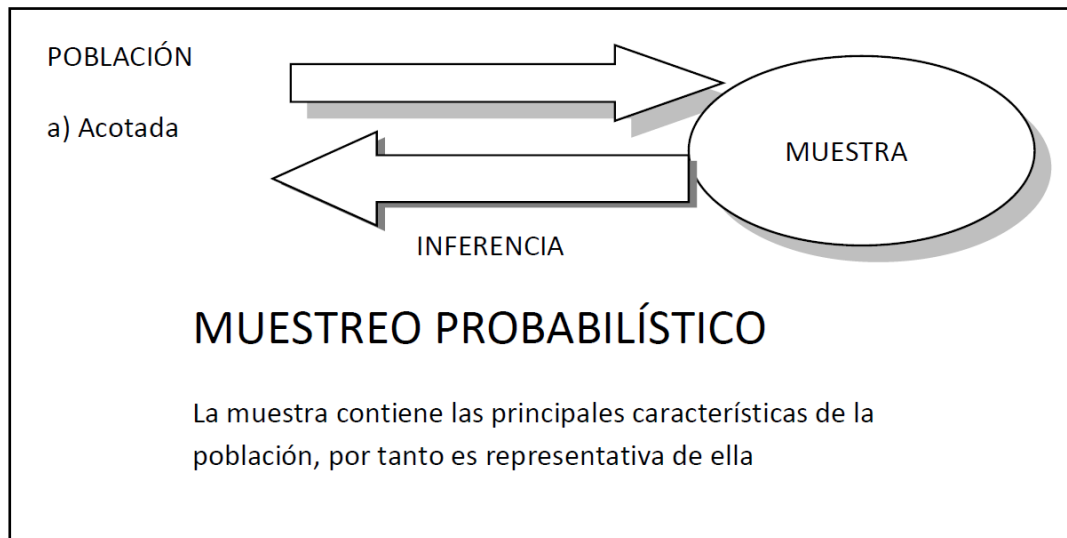 POBLACIÓN
a) Acotada
MUESTRA
INFERENCIA
MUESTREO PROBABILÍSTICO
La muestra contiene las principales características de la
población, por tanto es representativa de ella